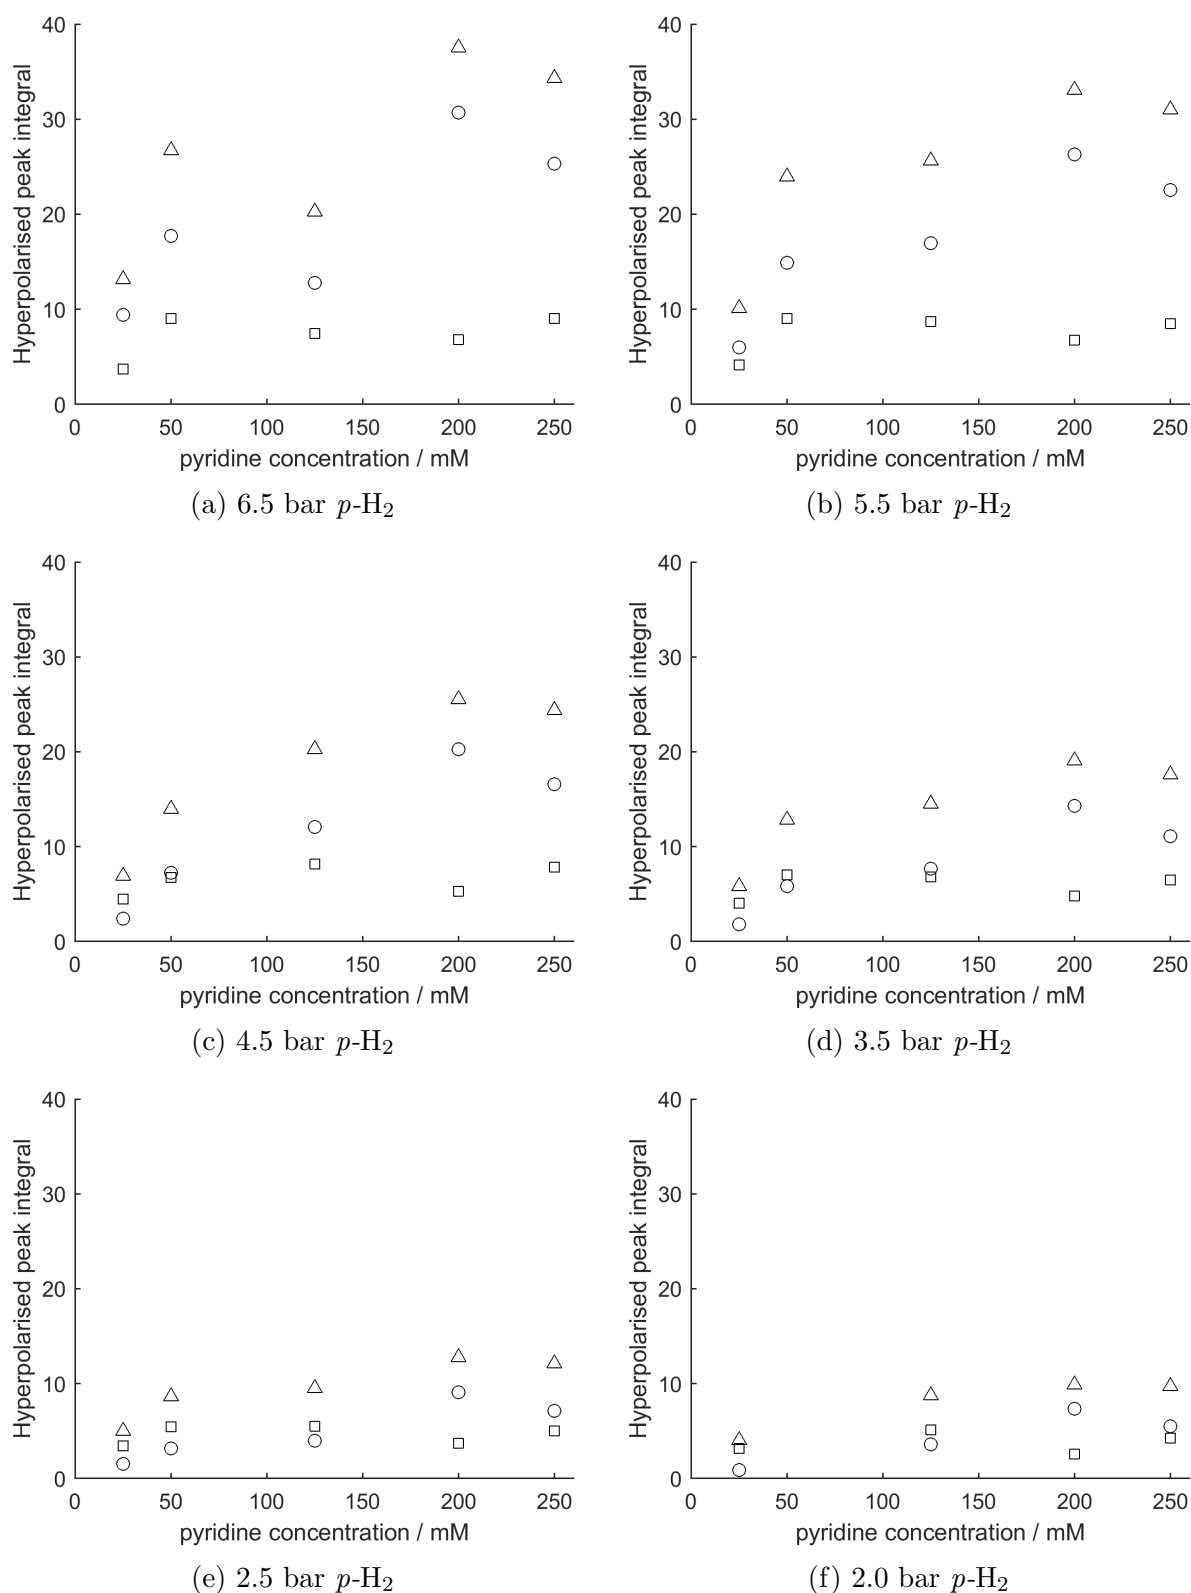 40
30
20
10
0
Hyperpolarised peak integral
0 50 100 150 200 250
pyridine concentration / mM
(a) 6.5 bar p-H2
40
30
20
10
0
Hyperpolarised peak integral
0 50 100 150 200 250
pyridine concentration / mM
(b) 5.5 bar p-H2
40
30
20
10
0
Hyperpolarised peak integral
0 50 100 150 200 250
pyridine concentration / mM
(c) 4.5 bar p-H2
40
30
20
10
0
Hyperpolarised peak integral
0 50 100 150 200 250
pyridine concentration / mM
(d) 3.5 bar p-H2
40
30
20
10
0
Hyperpolarised peak integral
0 50 100 150 200 250
pyridine concentration / mM
(e) 2.5 bar p-H2
40
30
20
10
0
Hyperpolarised peak integral
0 50 100 150 200 250
pyridine concentration / mM
(f) 2.0 bar p-H2